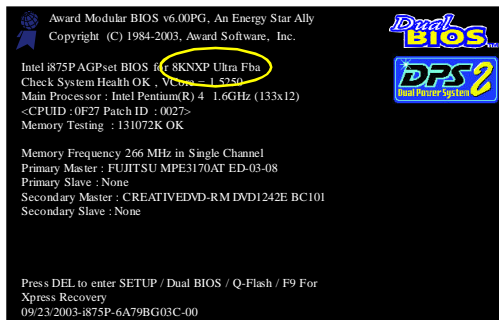 Award Modular BIOS v6.00PG, An Energy Star Ally
Copyright (C) 1984-2003, Award Software, Inc.
Dual
BIOS
Intel i875P AGPset BIOS for 8KNXP Ultra Fba
Check System Health OK , VCore = 1.5250
DPS 2
Dual Power System
Main Processor : Intel Pentium(R) 4 1.6GHz (133x12)
<CPUID : 0F27 Patch ID : 0027>
Memory Testing : 131072K OK
Memory Frequency 266 MHz in Single Channel
Primary Master : FUJITSU MPE3170AT ED-03-08
Primary Slave : None
Secondary Master : CREATIVEDVD-RM DVD1242E BC101
Secondary Slave : None
Press DEL to enter SETUP / Dual BIOS / Q-Flash / F9 For
Xpress Recovery
09/23/2003-i875P-6A79BG03C-00